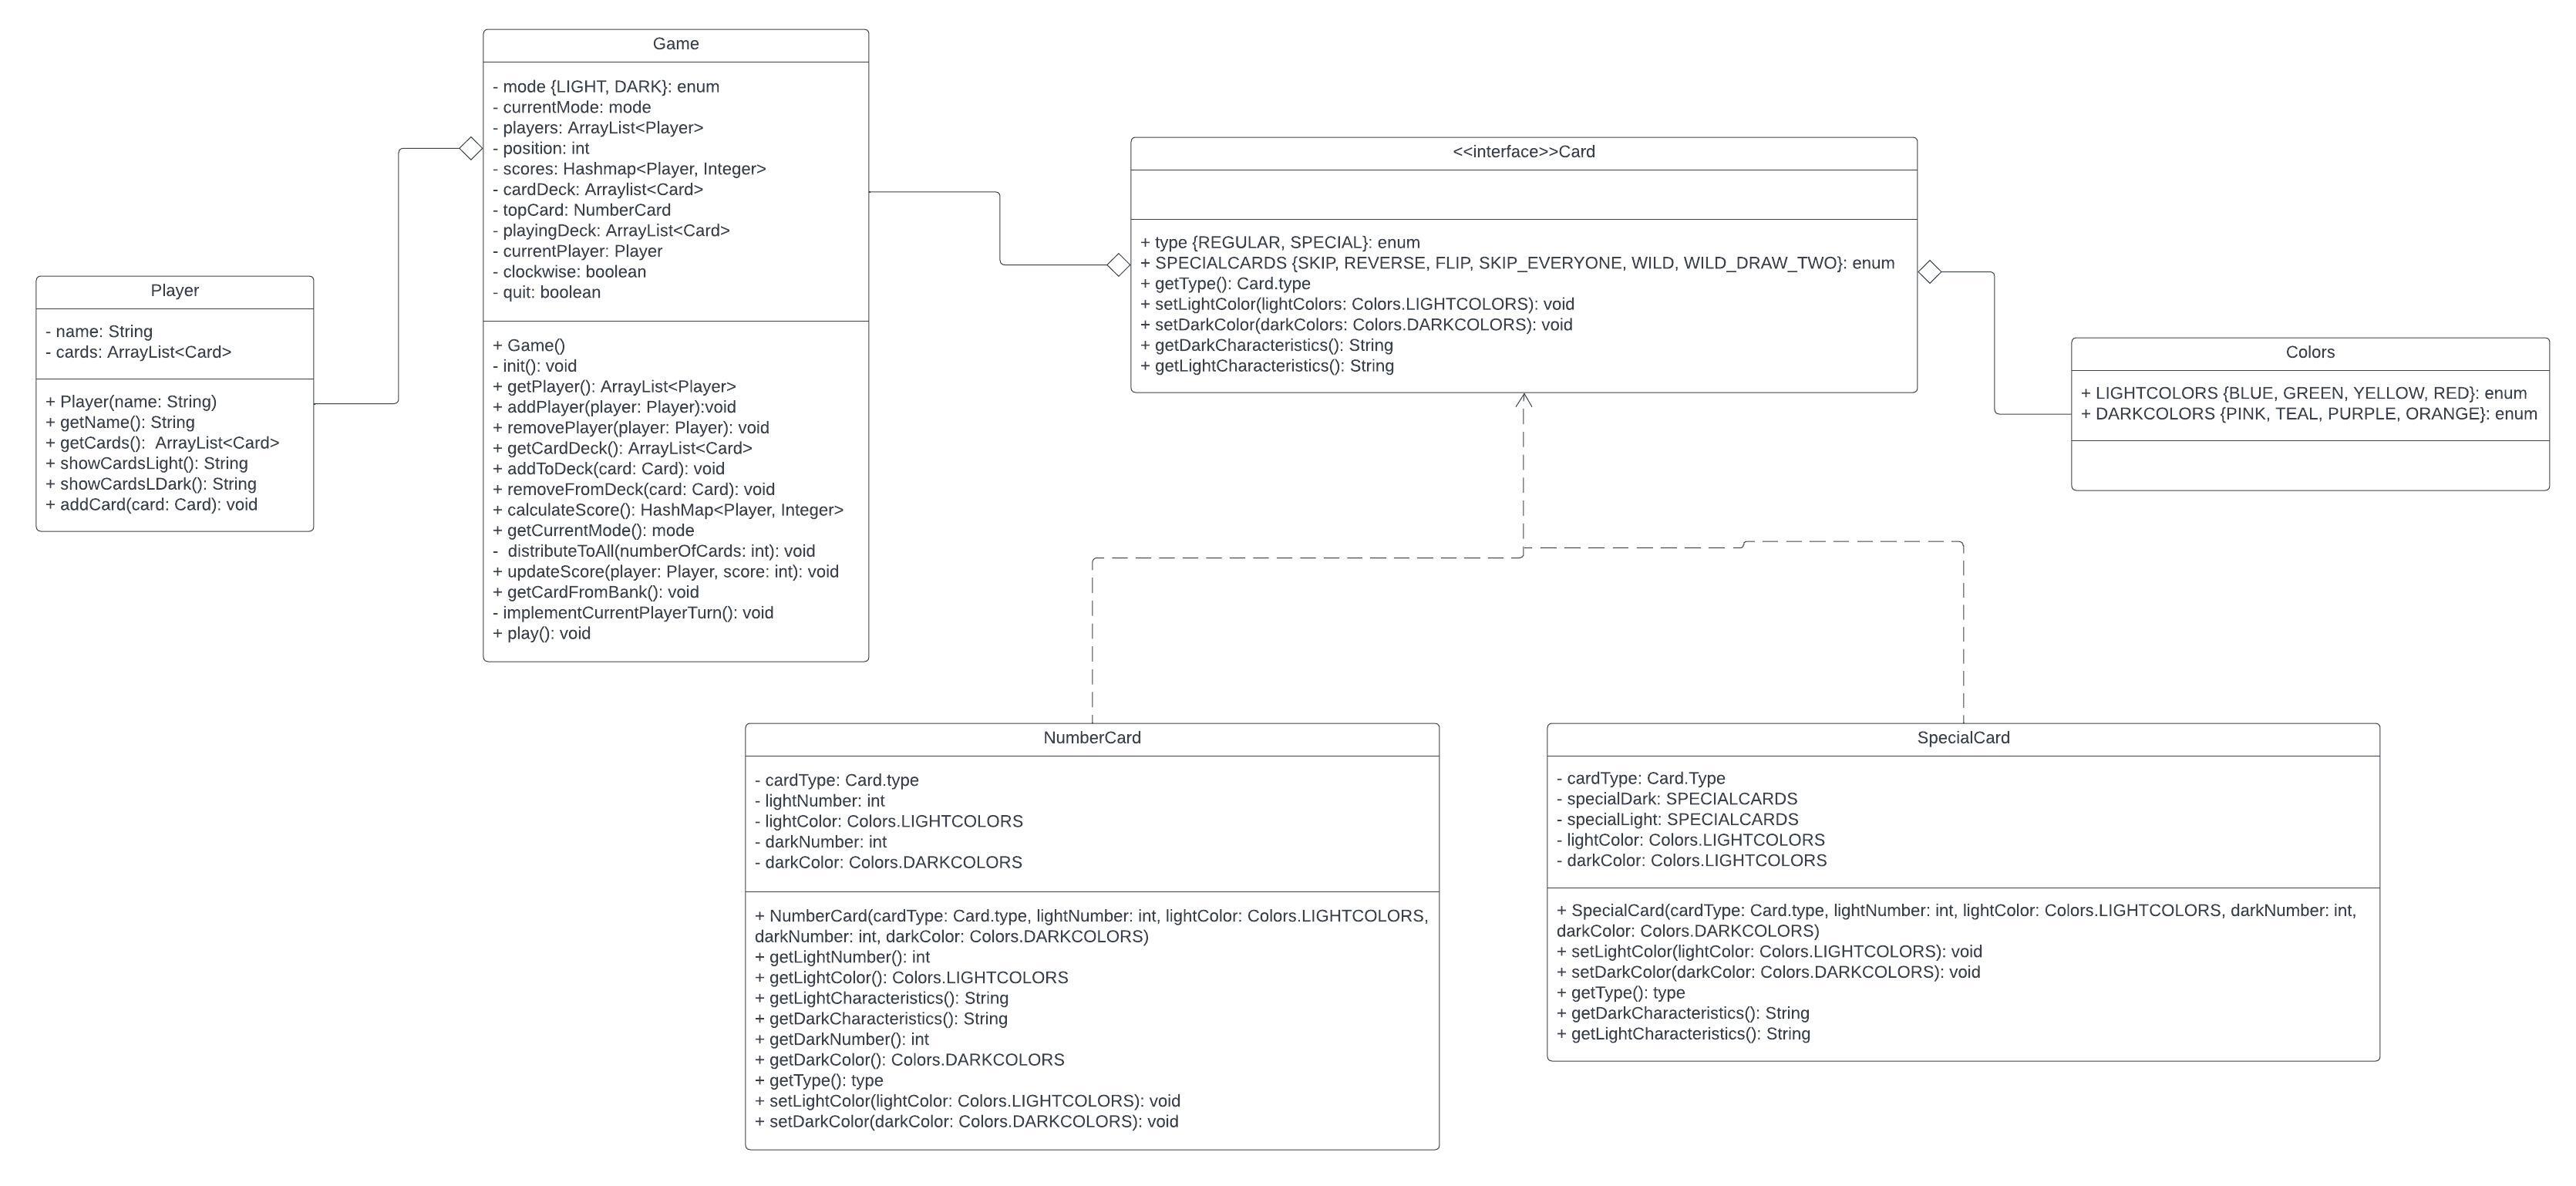 Game
- mode {LIGHT, DARK}: enum
- currentMode: mode
- players: ArrayList<Player>
- position: int
- scores: Hashmap<Player, Integer>
- cardDeck: Arraylist<Card>
- topCard: NumberCard
- playingDeck: ArrayList<Card>
- currentPlayer: Player
- clockwise: boolean
- quit: boolean
+ Game()
- init(): void
+ getPlayer(): ArrayList<Player>
+ addPlayer(player: Player):void
+ removePlayer(player: Player): void
+ getCardDeck(): ArrayList<Card>
+ addToDeck(card: Card): void
+ removeFromDeck(card: Card): void
+ calculateScore(): HashMap<Player, Integer>
+ getCurrentMode(): mode
-  distributeToAll(numberOfCards: int): void
+ updateScore(player: Player, score: int): void
+ getCardFromBank(): void
- implementCurrentPlayerTurn(): void
+ play(): void
Player
- name: String
- cards: ArrayList<Card>
+ Player(name: String)
+ getName(): String
+ getCards():  ArrayList<Card>
+ showCardsLight(): String
+ showCardsLDark(): String
+ addCard(card: Card): void
<<interface>>Card
+ type {REGULAR, SPECIAL}: enum
+ SPECIALCARDS {SKIP, REVERSE, FLIP, SKIP_EVERYONE, WILD, WILD_DRAW_TWO}: enum
+ getType(): Card.type
+ setLightColor(lightColors: Colors.LIGHTCOLORS): void
+ setDarkColor(darkColors: Colors.DARKCOLORS): void
+ getDarkCharacteristics(): String
+ getLightCharacteristics(): String
Colors
+ LIGHTCOLORS {BLUE, GREEN, YELLOW, RED}: enum
+ DARKCOLORS {PINK, TEAL, PURPLE, ORANGE}: enum
NumberCard
- cardType: Card.type
- lightNumber: int
- lightColor: Colors.LIGHTCOLORS
- darkNumber: int
- darkColor: Colors.DARKCOLORS
+ NumberCard(cardType: Card.type, lightNumber: int, lightColor: Colors.LIGHTCOLORS,
darkNumber: int, darkColor: Colors.DARKCOLORS)
+ getLightNumber(): int
+ getLightColor(): Colors.LIGHTCOLORS
+ getLightCharacteristics(): String
+ getDarkCharacteristics(): String
+ getDarkNumber(): int
+ getDarkColor(): Colors.DARKCOLORS
+ getType(): type
+ setLightColor(lightColor: Colors.LIGHTCOLORS): void
+ setDarkColor(darkColor: Colors.DARKCOLORS): void
SpecialCard
- cardType: Card.Type
- specialDark: SPECIALCARDS
- specialLight: SPECIALCARDS
- lightColor: Colors.LIGHTCOLORS
- darkColor: Colors.LIGHTCOLORS
+ SpecialCard(cardType: Card.type, lightNumber: int, lightColor: Colors.LIGHTCOLORS, darkNumber: int,
darkColor: Colors.DARKCOLORS)
+ setLightColor(lightColor: Colors.LIGHTCOLORS): void
+ setDarkColor(darkColor: Colors.DARKCOLORS): void
+ getType(): type
+ getDarkCharacteristics(): String
+ getLightCharacteristics(): String